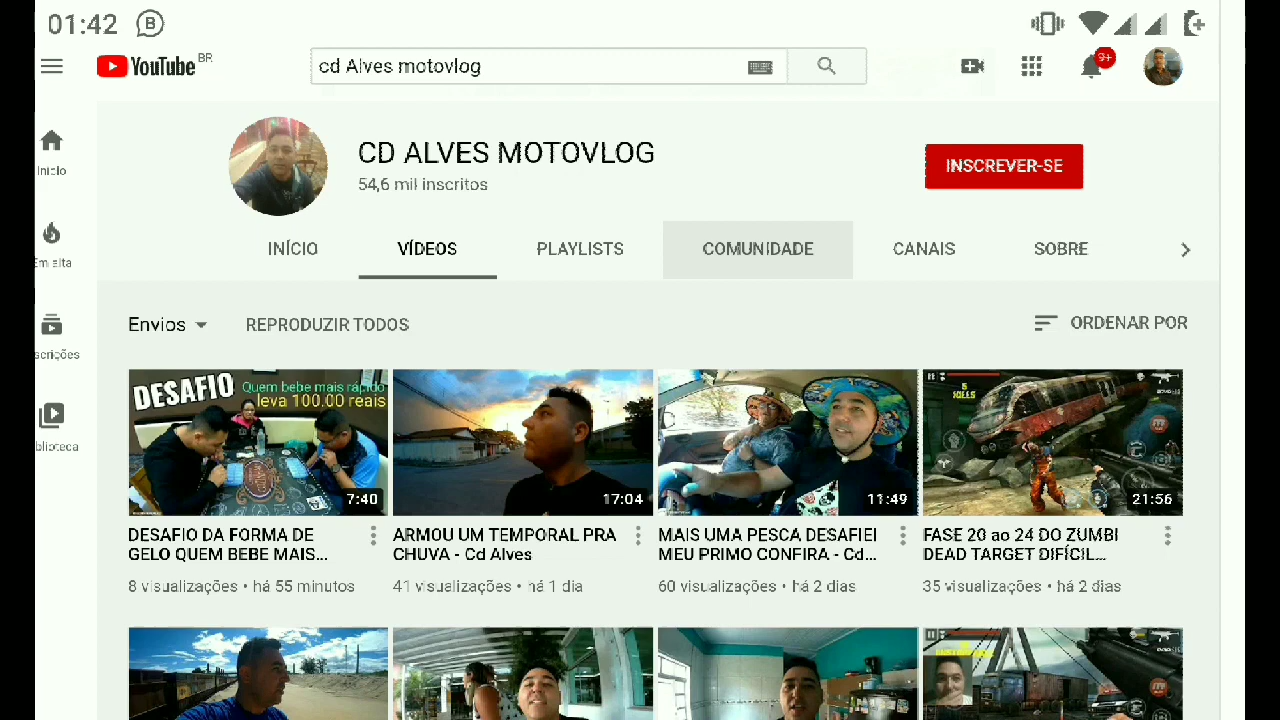 01:42
YouTube BR
cd Alves motovlog
9+
Início
Em alta
scrições
blioteca
CD ALVES MOTOVLOG
54,6 mil inscritos
INSCREVER-SE
INÍCIO VÍDEOS PLAYLISTS COMUNIDADE CANAIS SOBRE
Envios REPRODUZIR TODOS ORDENAR POR
DESAFIO
Quem bebe mais rápido
leva 100.00 reais
7:40
17:04
11:49
21:56
DESAFIO DA FORMA DE
GELO QUEM BEBE MAIS...
8 visualizações • há 55 minutos
ARMOU UM TEMPORAL PRA
CHUVA - Cd Alves
41 visualizações • há 1 dia
MAIS UMA PESCA DESAFIEI
MEU PRIMO CONFIRA - Cd...
60 visualizações • há 2 dias
FASE 20 ao 24 DO ZUMBI
DEAD TARGET DIFÍCIL...
35 visualizações • há 2 dias